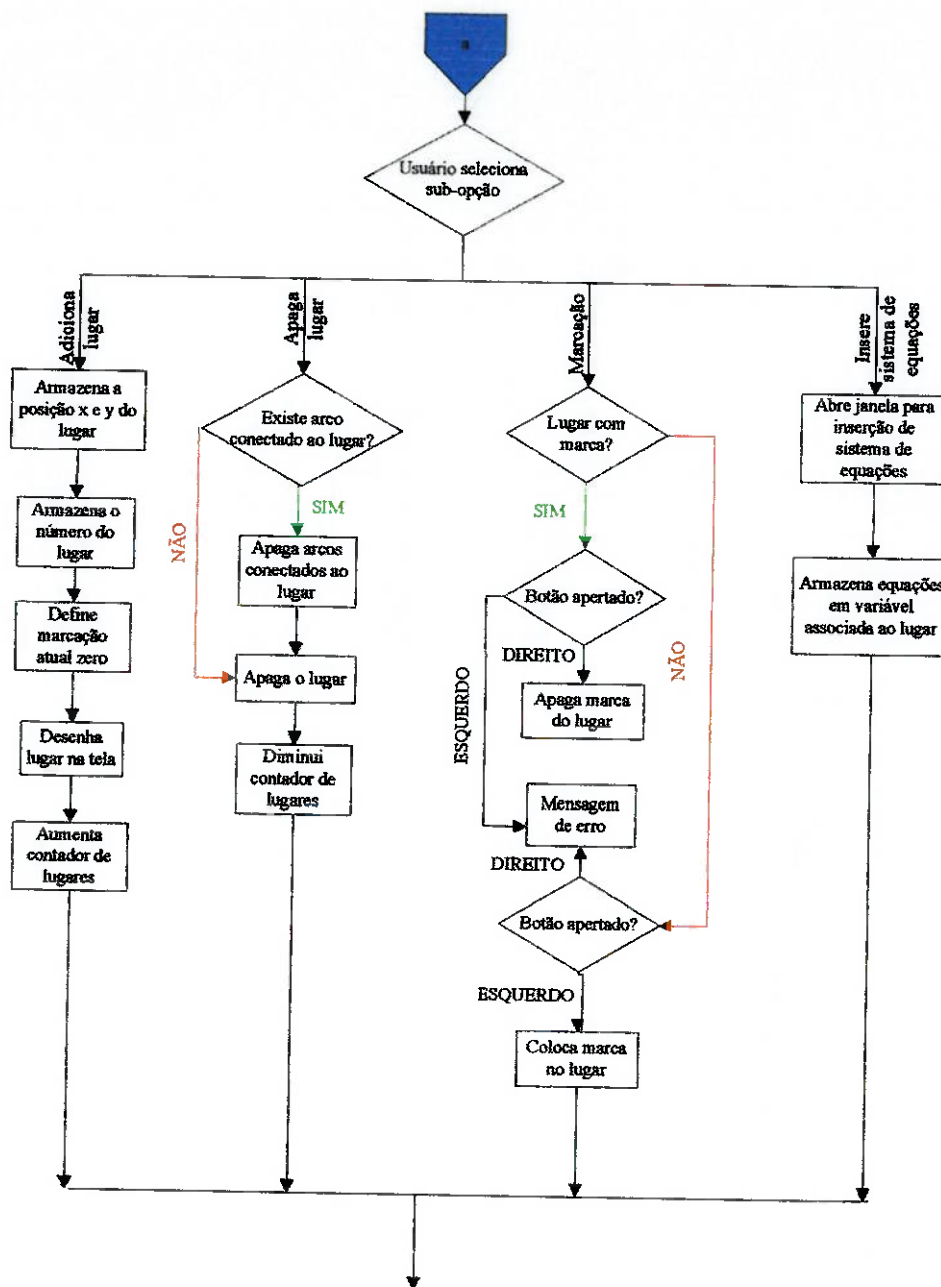 a
Usuário seleciona
sub-opção
Adiciona
lugar
Armazena a
posição x e y do
lugar
Armazena o
número do
lugar
Define
marcação
atual zero
Desenha
lugar na tela
Aumenta
contador de
lugares
Apaga
lugar
Existe arco
conectado ao lugar?
NÃO
SIM
Apaga arcos
conectados ao
lugar
Apaga o lugar
Diminui
contador de
lugares
Marcação
Lugar com
marca?
SIM
NÃO
Botão apertado?
DIREITO
ESQUERDO
Apaga marca
do lugar
Mensagem
de erro
DIREITO
Botão apertado?
ESQUERDO
Coloca marca
no lugar
Insere
sistema de
equações
Abre janela para
inserção de
sistema de
equações
Armazena equações
em variável
associada ao lugar